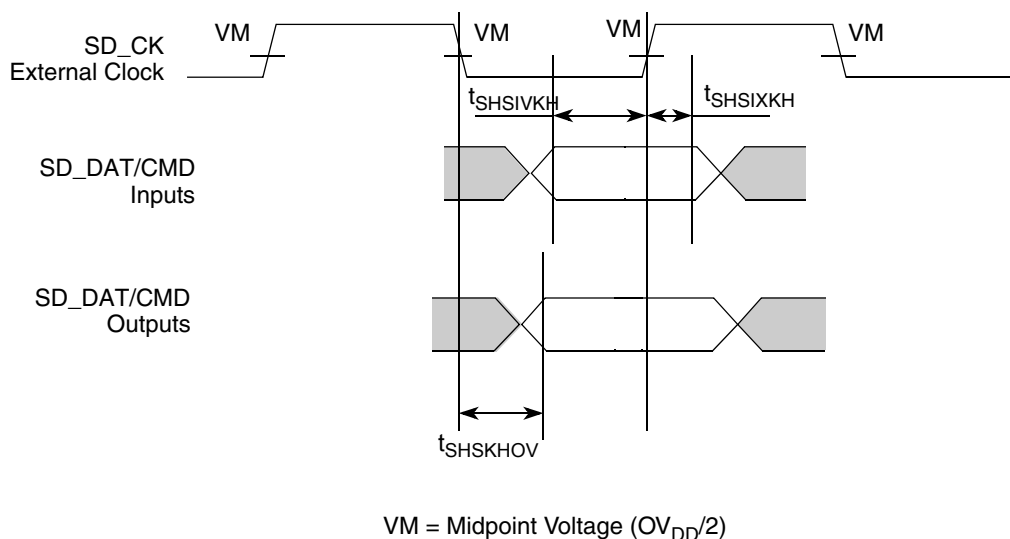 SD_CK
External Clock
VM
VM
VM
VM
tSHSIVKH
tSHSIXKH
SD_DAT/CMD
Inputs
SD_DAT/CMD
Outputs
tSHSKHOV
VM = Midpoint Voltage (OVDD/2)